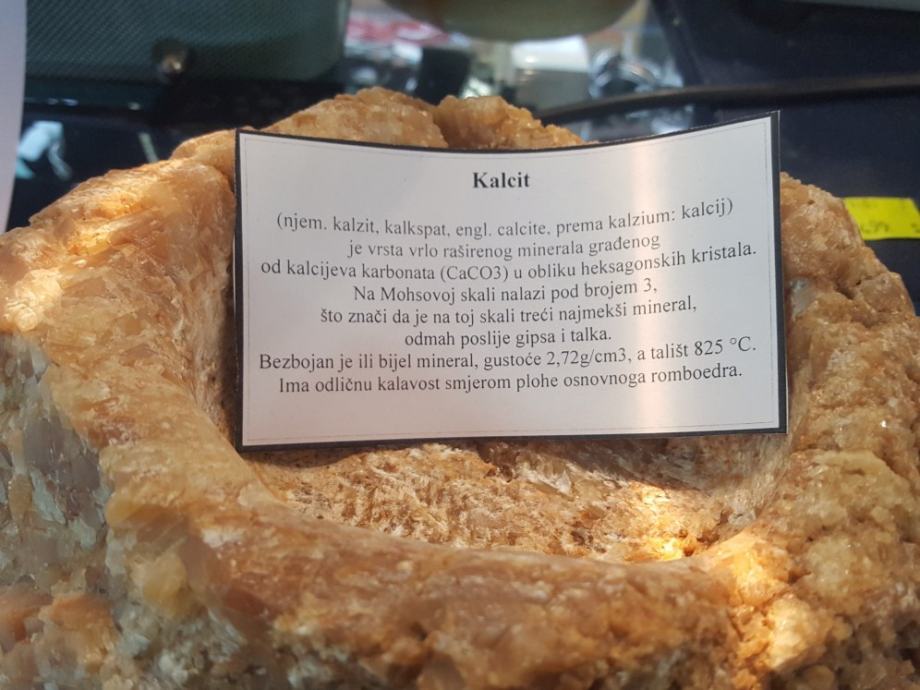 Kalcit
(njem. kalzit, kalkspat, engl. calcite, prema kalzium: kalcij)
je vrsta vrlo raširenog minerala građenog
od kalcijeva karbonata (CaCO3) u obliku heksagonskih kristala.
Na Mohsovoj skali nalazi pod brojem 3,
što znači da je na toj skali treći najmekši mineral,
odmah poslije gipsa i talka.
Bezbojan je ili bijel mineral, gustoće 2,72g/cm3, a tališt 825 °C.
Ima odličnu kalavost smjerom plohe osnovnoga romboedra.